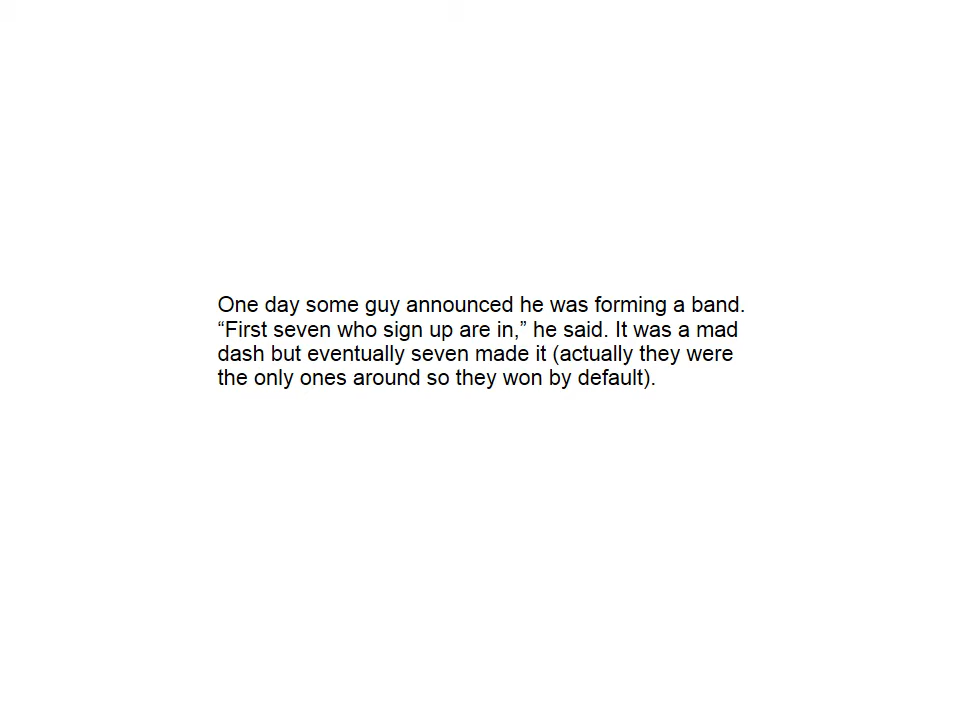 One day some guy announced he was forming a band.
“First seven who sign up are in,” he said. It was a mad
dash but eventually seven made it (actually they were
the only ones around so they won by default).